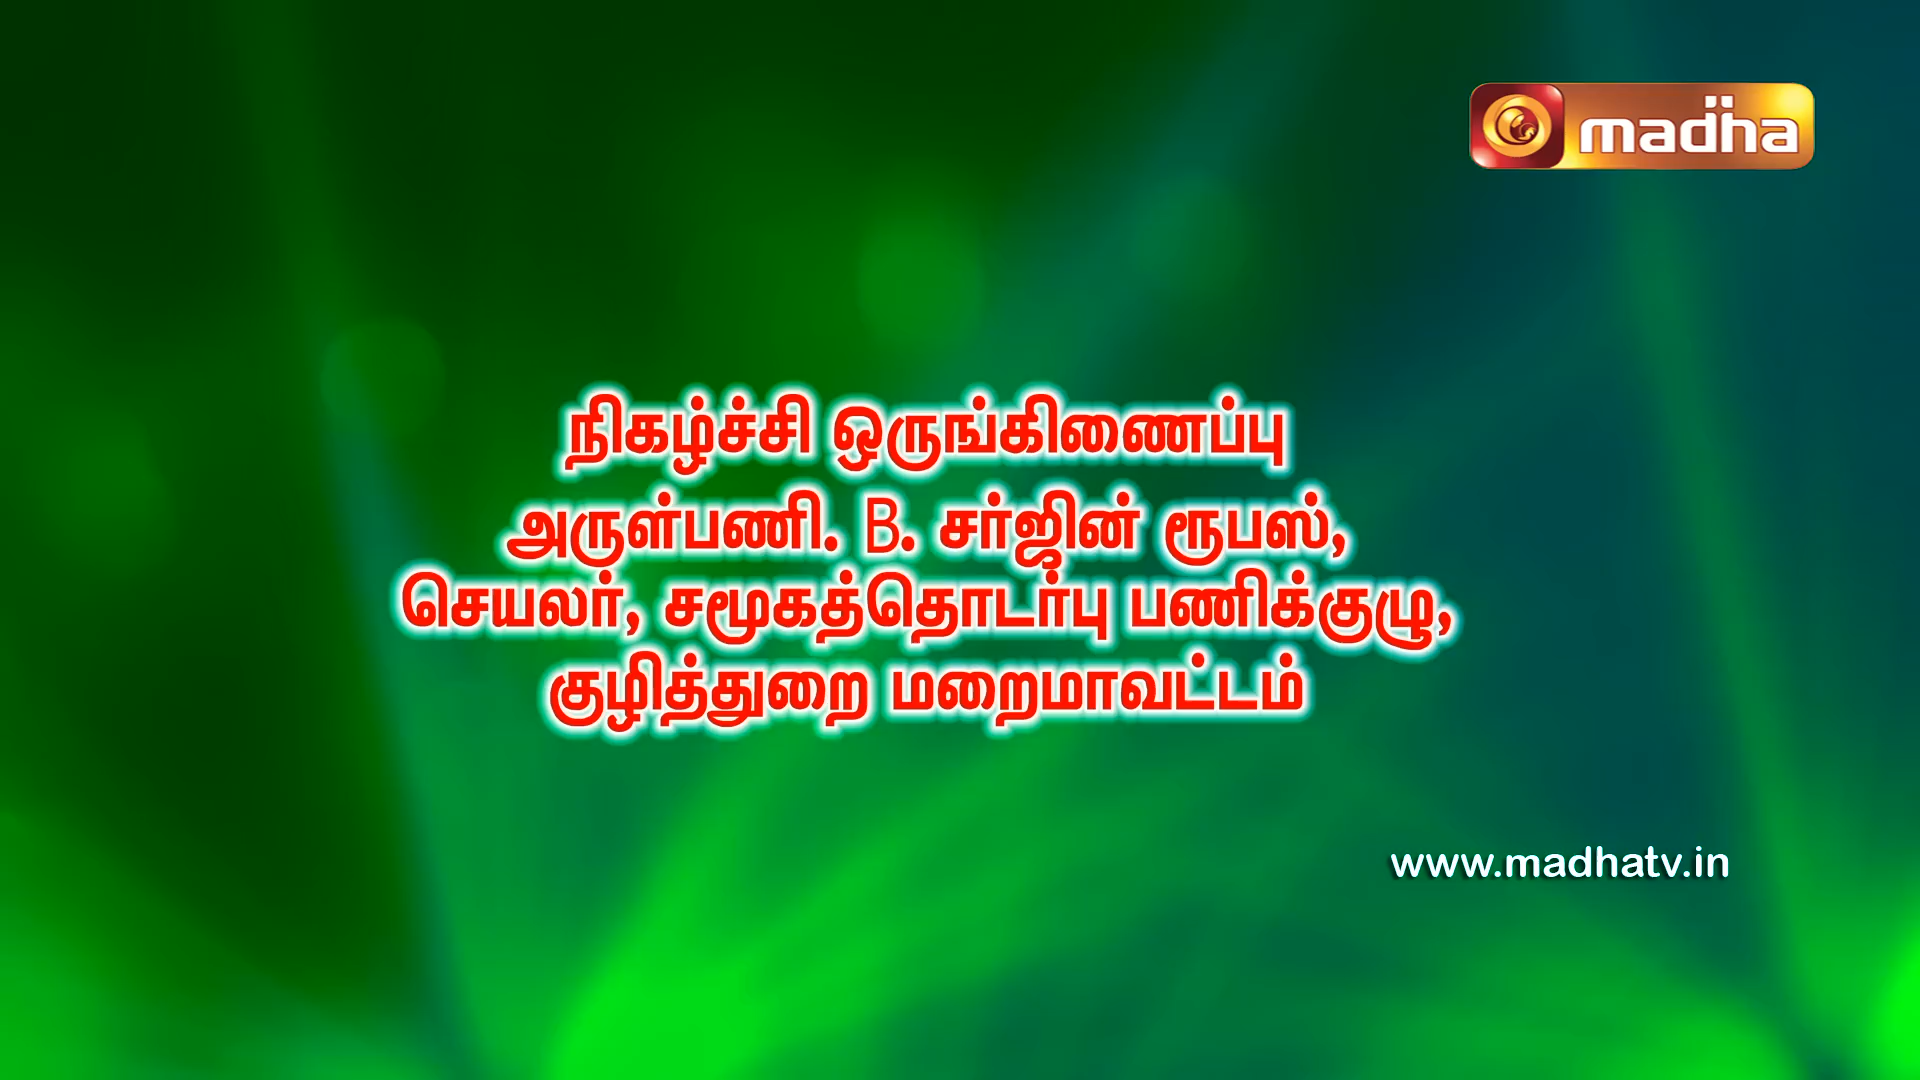 madha
நிகழ்ச்சி ஒருங்கிணைப்பு
அருள்பணி. B. சர்ஜின் ரூபஸ்,
செயலர், சமூகத்தொடர்பு பணிக்குழு,
குழித்துறை மறைமாவட்டம்
www.madhatv.in